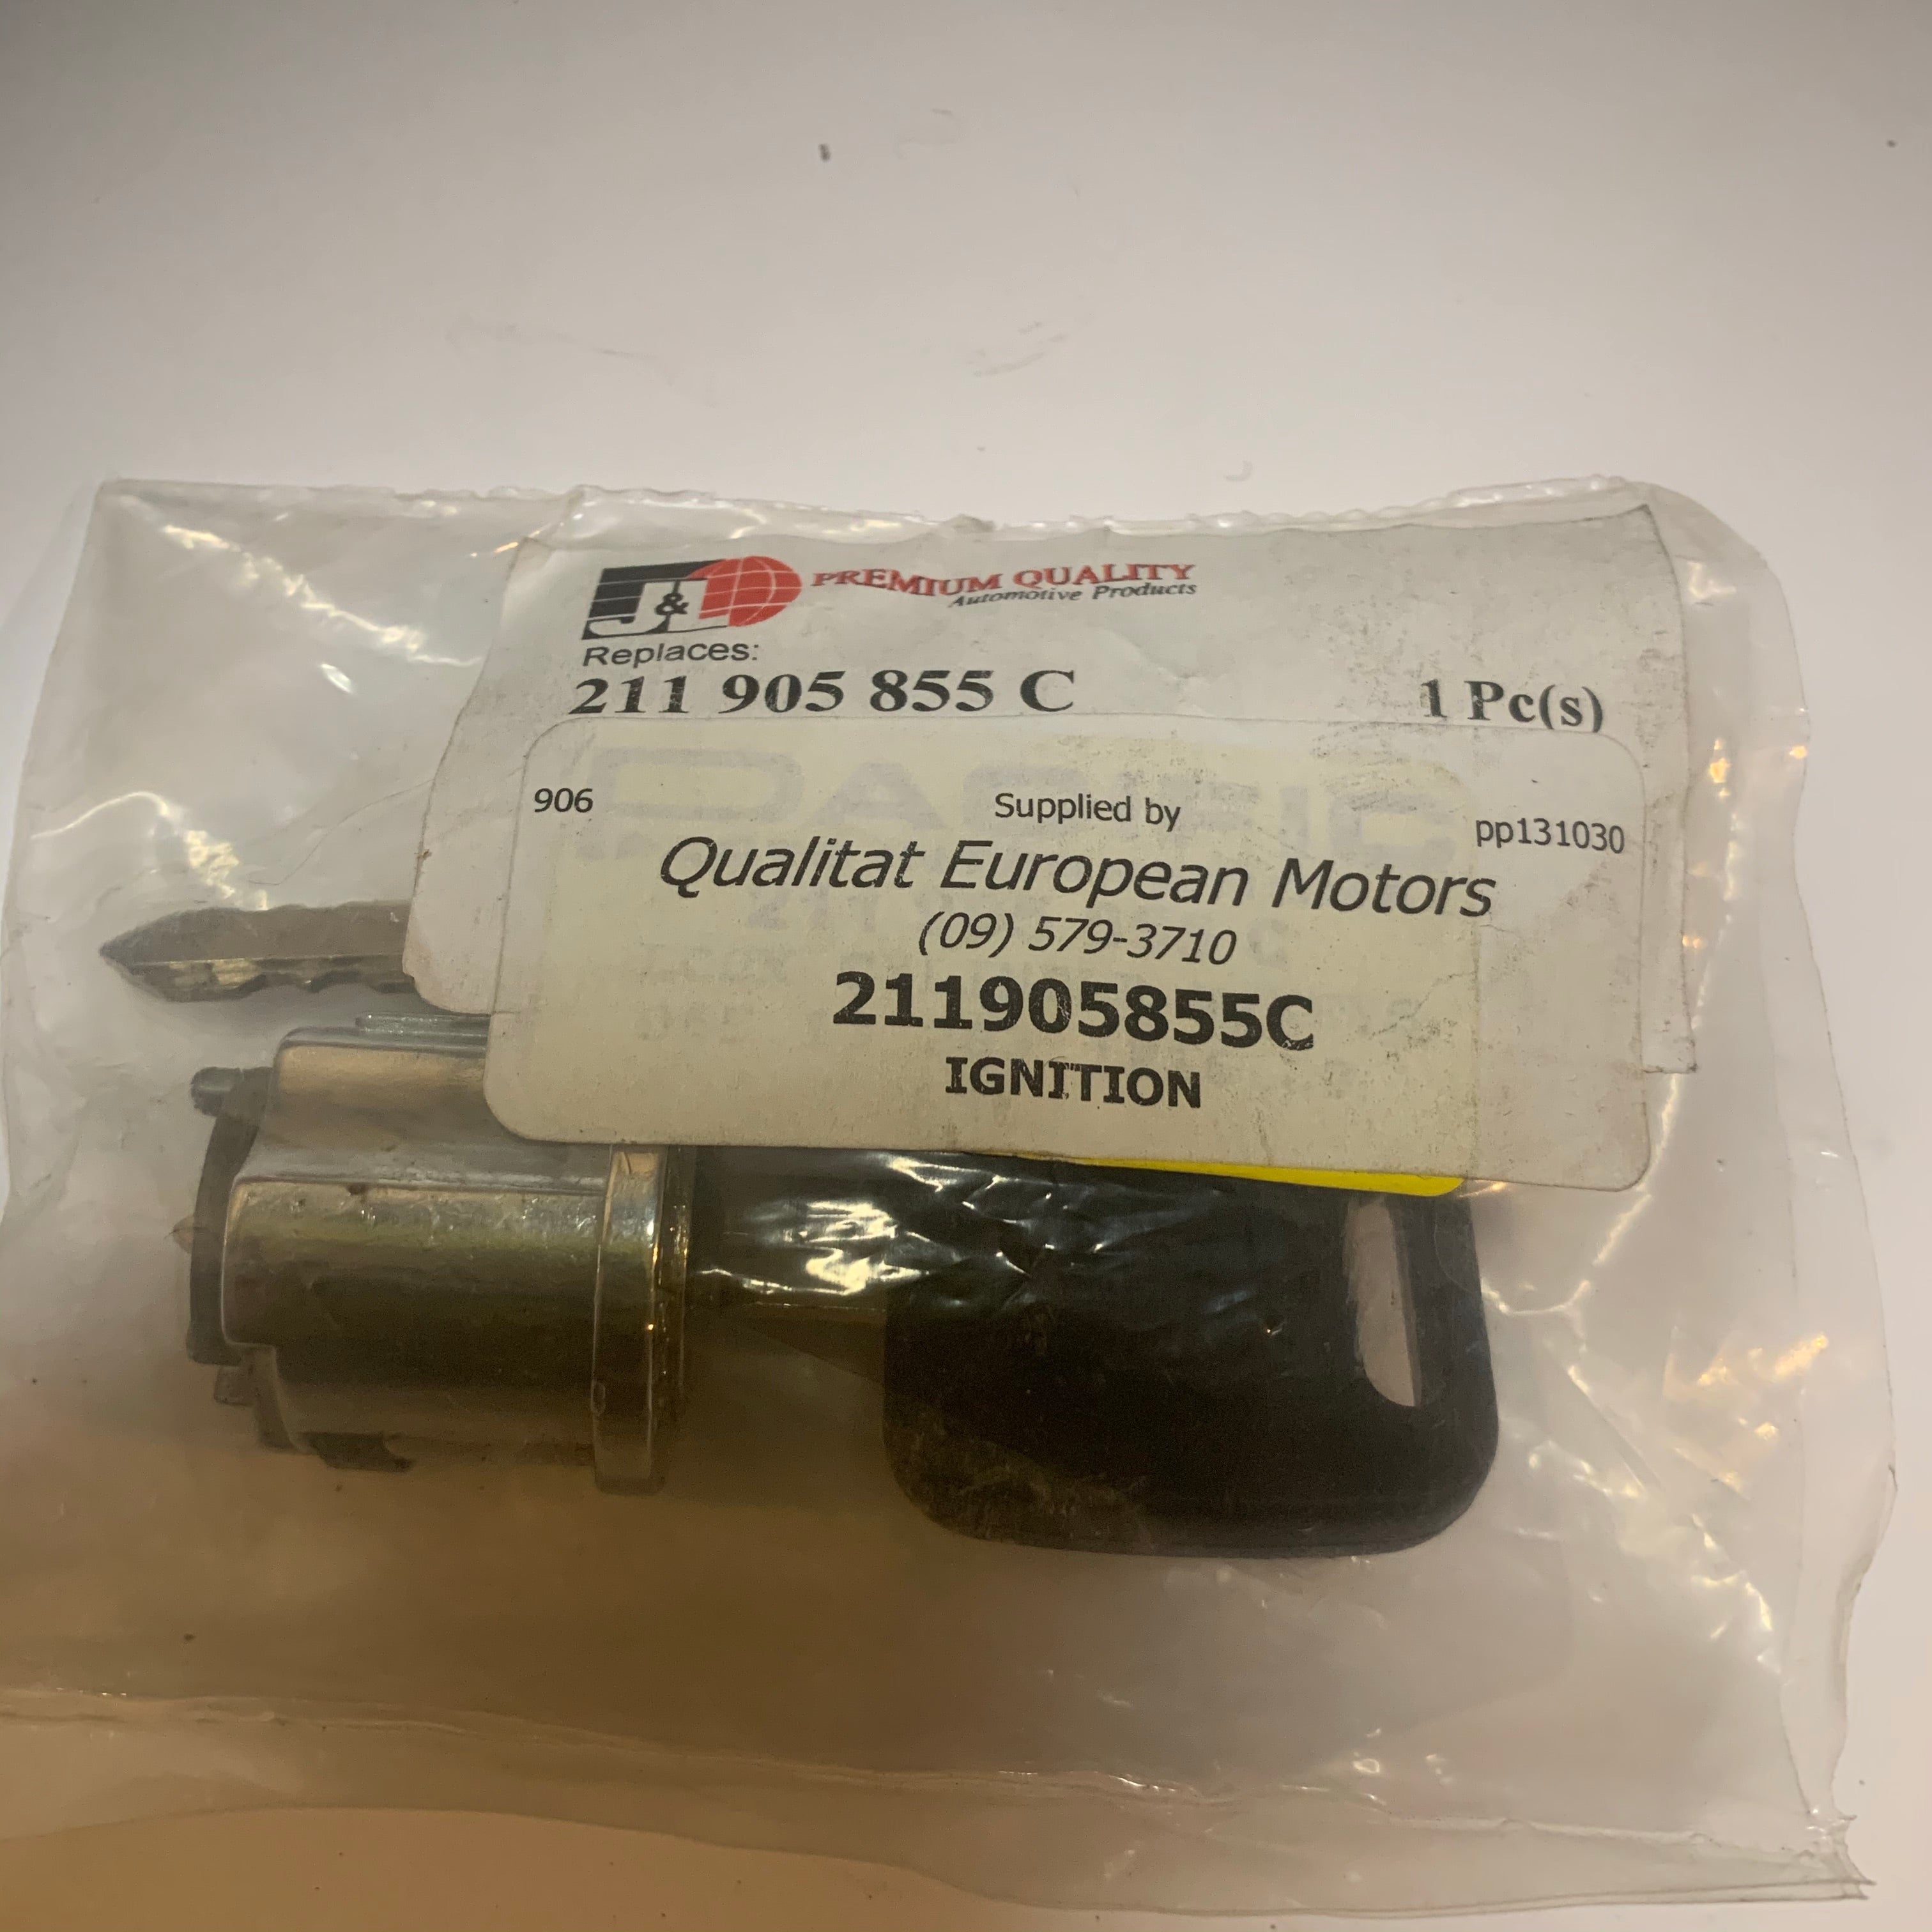 J&L PREMIUM QUALITY
Automotive Products
Replaces:
211 905 855 C 1 Pc(s)
906 Supplied by pp131030
Qualitat European Motors
(09) 579-3710
211905855C
IGNITION